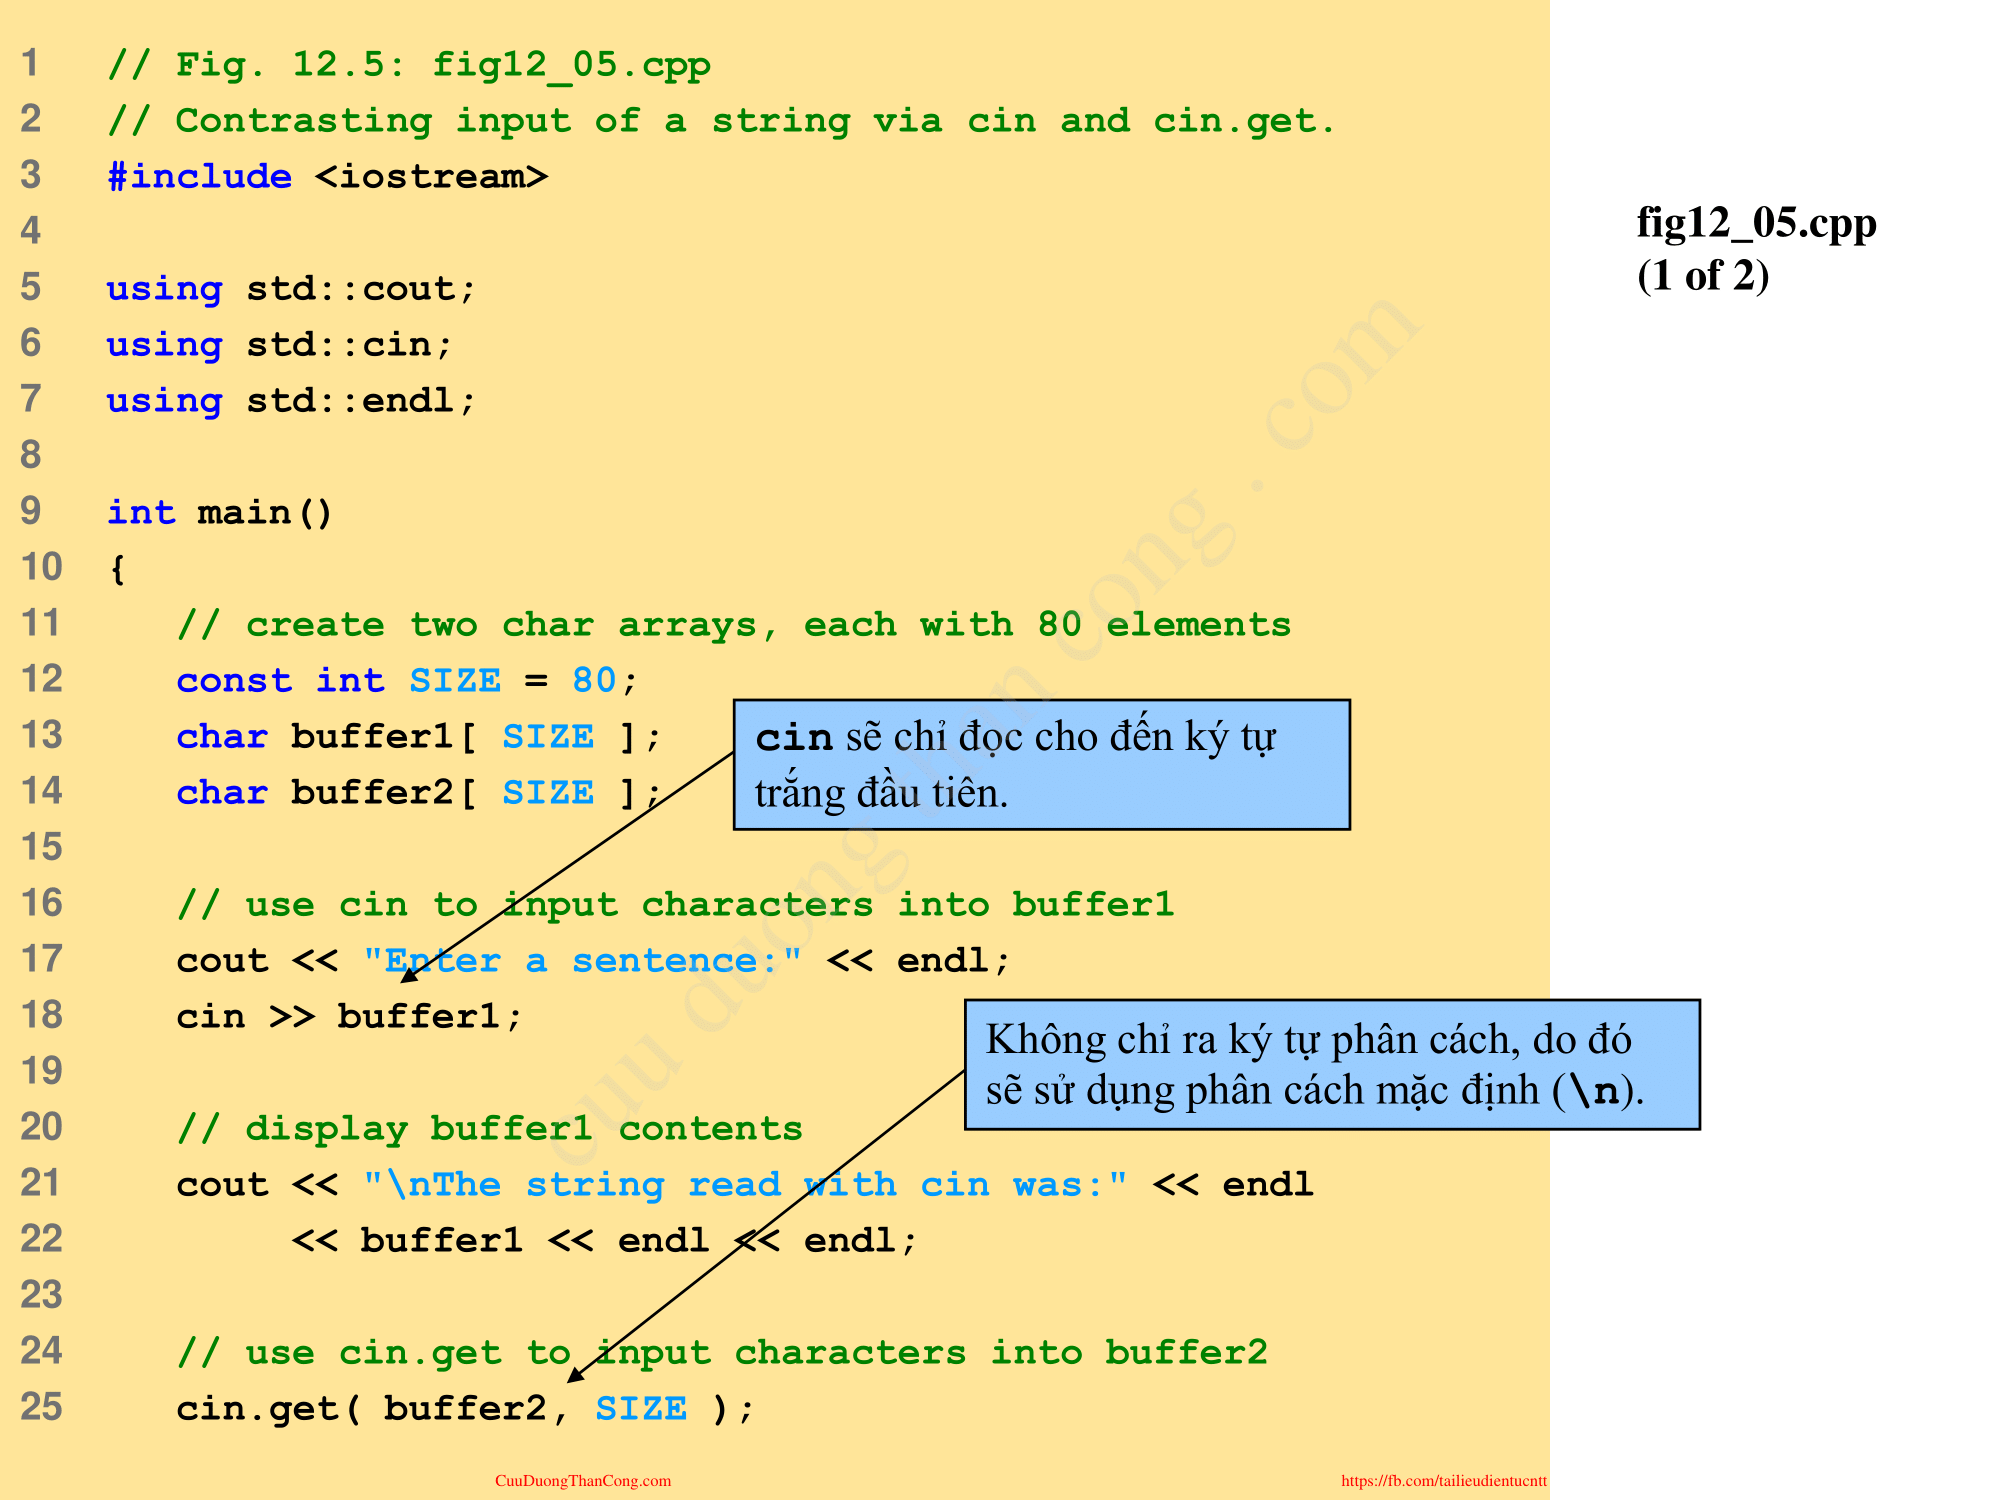 1 // Fig. 12.5: fig12_05.cpp
2 // Contrasting input of a string via cin and cin.get.
3 #include <iostream>
4
5 using std::cout;
6 using std::cin;
7 using std::endl;
8
9 int main()
10 {
11 // create two char arrays, each with 80 elements
12 const int SIZE = 80;
13 char buffer1[ SIZE ];
14 char buffer2[ SIZE ];
15
16 // use cin to input characters into buffer1
17 cout << "Enter a sentence:" << endl;
18 cin >> buffer1;
19
20 // display buffer1 contents
21 cout << "\nThe string read with cin was:" << endl
22 << buffer1 << endl << endl;
23
24 // use cin.get to input characters into buffer2
25 cin.get( buffer2, SIZE );
cin sẽ chỉ đọc cho đến ký tự
trắng đầu tiên.
Không chỉ ra ký tự phân cách, do đó
sẽ sử dụng phân cách mặc định (\n).
fig12_05.cpp
(1 of 2)
cuu duong than cong . com
CuuDuongThanCong.com
https://fb.com/tailieudientucntt